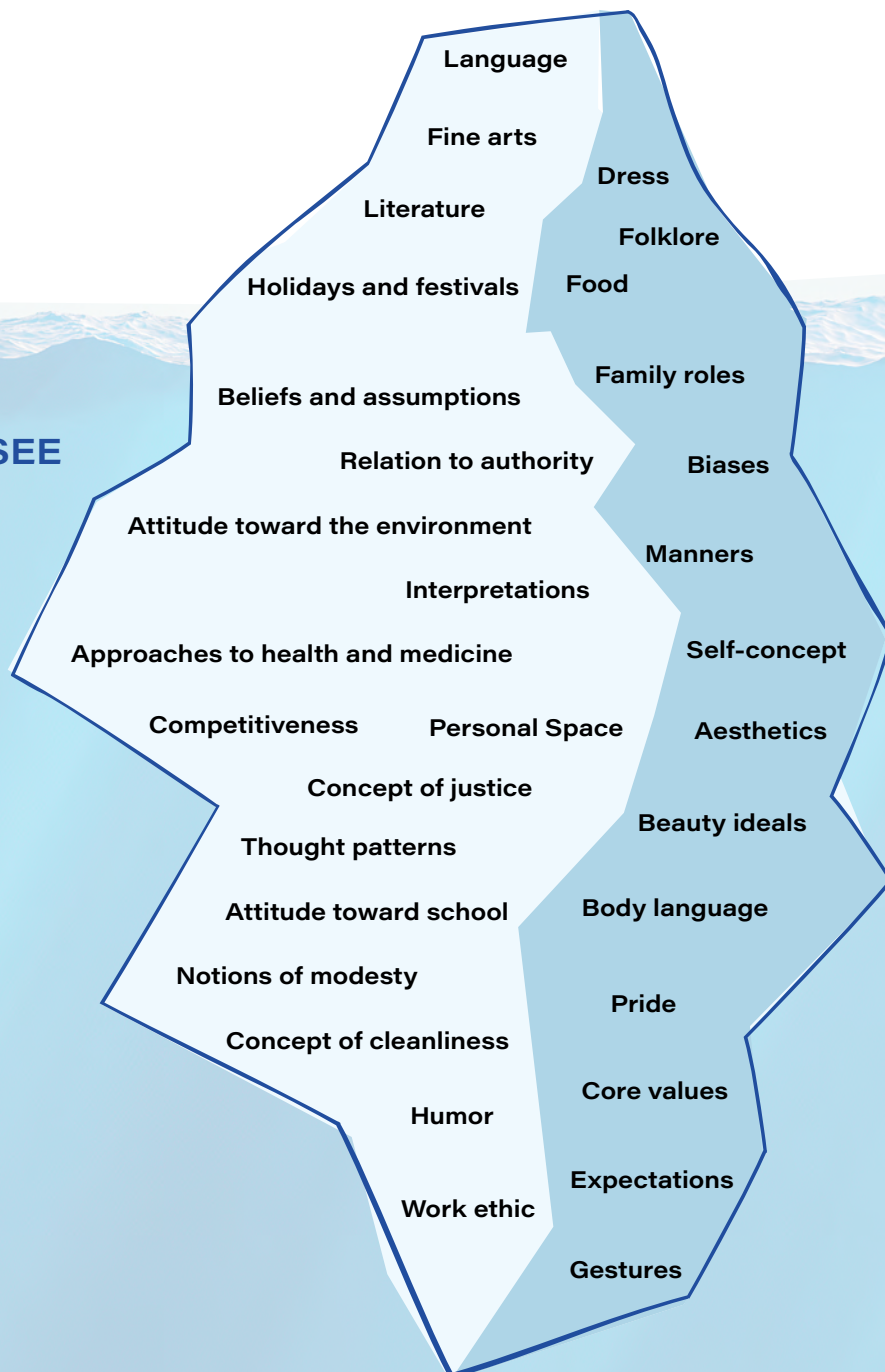 Language
Fine arts
Dress
Literature
Folklore
Food
Holidays and festivals
Family roles
Beliefs and assumptions
SEE
Relation to authority
Biases
Attitude toward the environment
Manners
Interpretations
Approaches to health and medicine
Self-concept
Competitiveness
Personal Space
Aesthetics
Concept of justice
Beauty ideals
Thought patterns
Attitude toward school
Body language
Notions of modesty
Pride
Concept of cleanliness
Core values
Humor
Expectations
Work ethic
Gestures